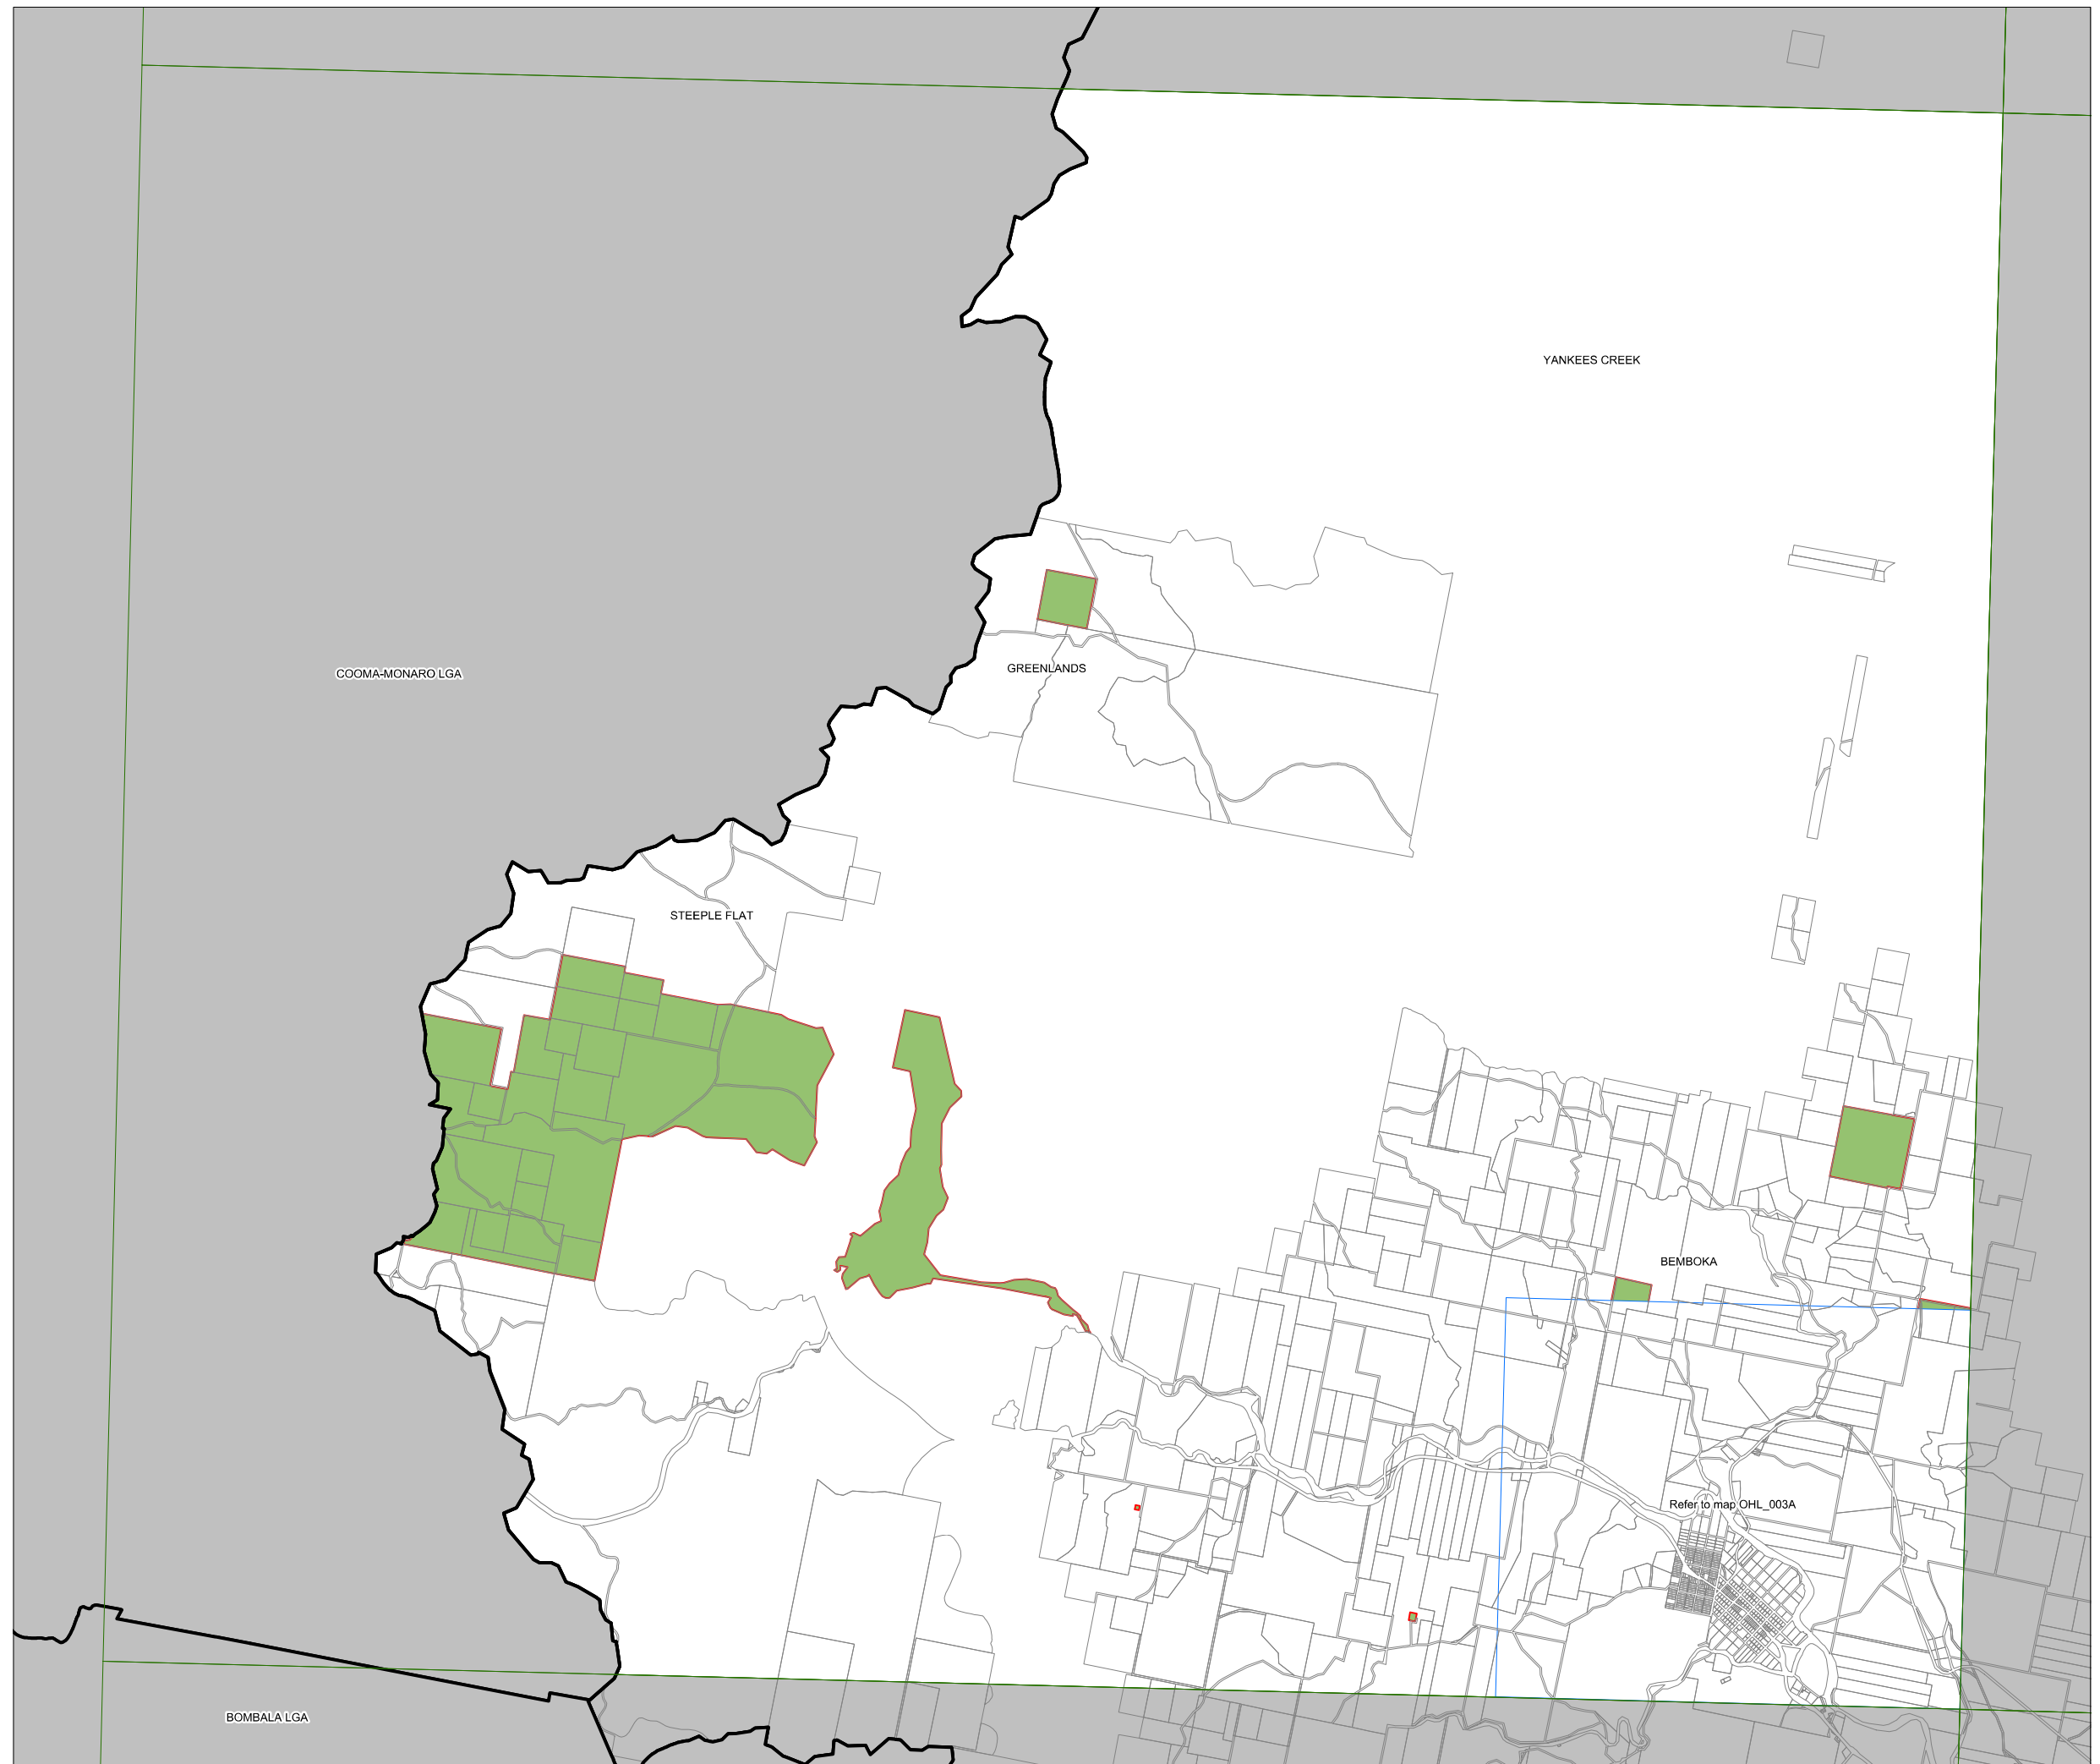 YANKEES CREEK
GREENLANDS
COOMA-MONARO LGA
STEEPLE FLAT
BEMBOKA
Refer to map OHL_003A
BOMBALA LGA